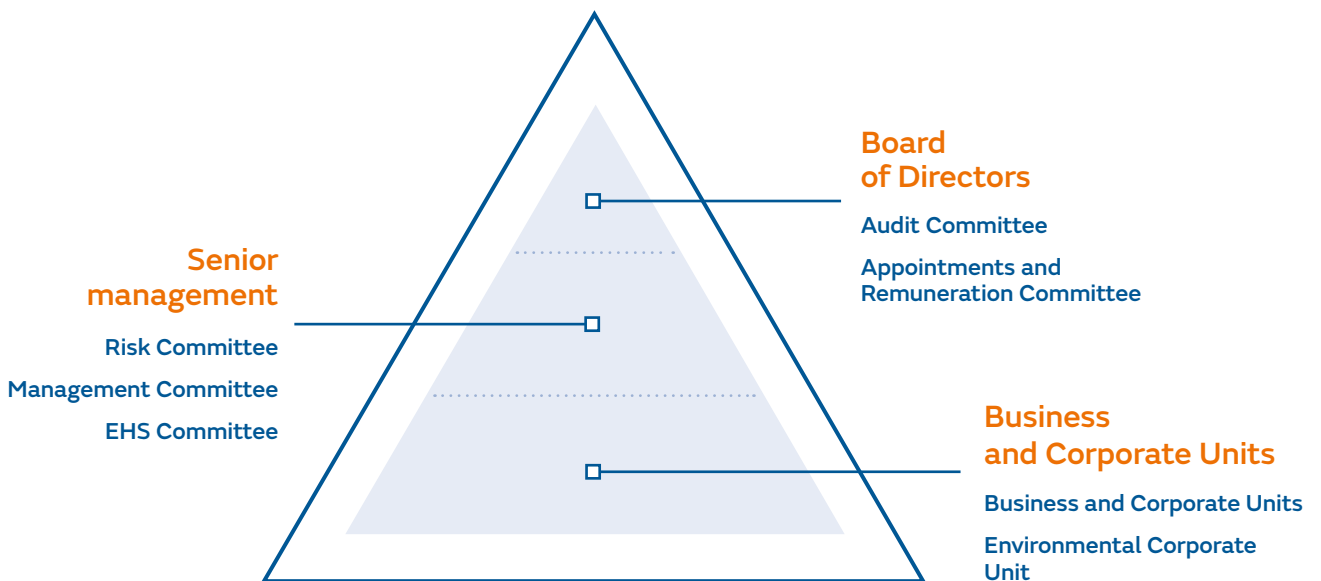 Board
of Directors
Audit Committee
Appointments and
Remuneration Committee
Senior
management
Risk Committee
Management Committee
EHS Committee
Business
and Corporate Units
Business and Corporate Units
Environmental Corporate
Unit